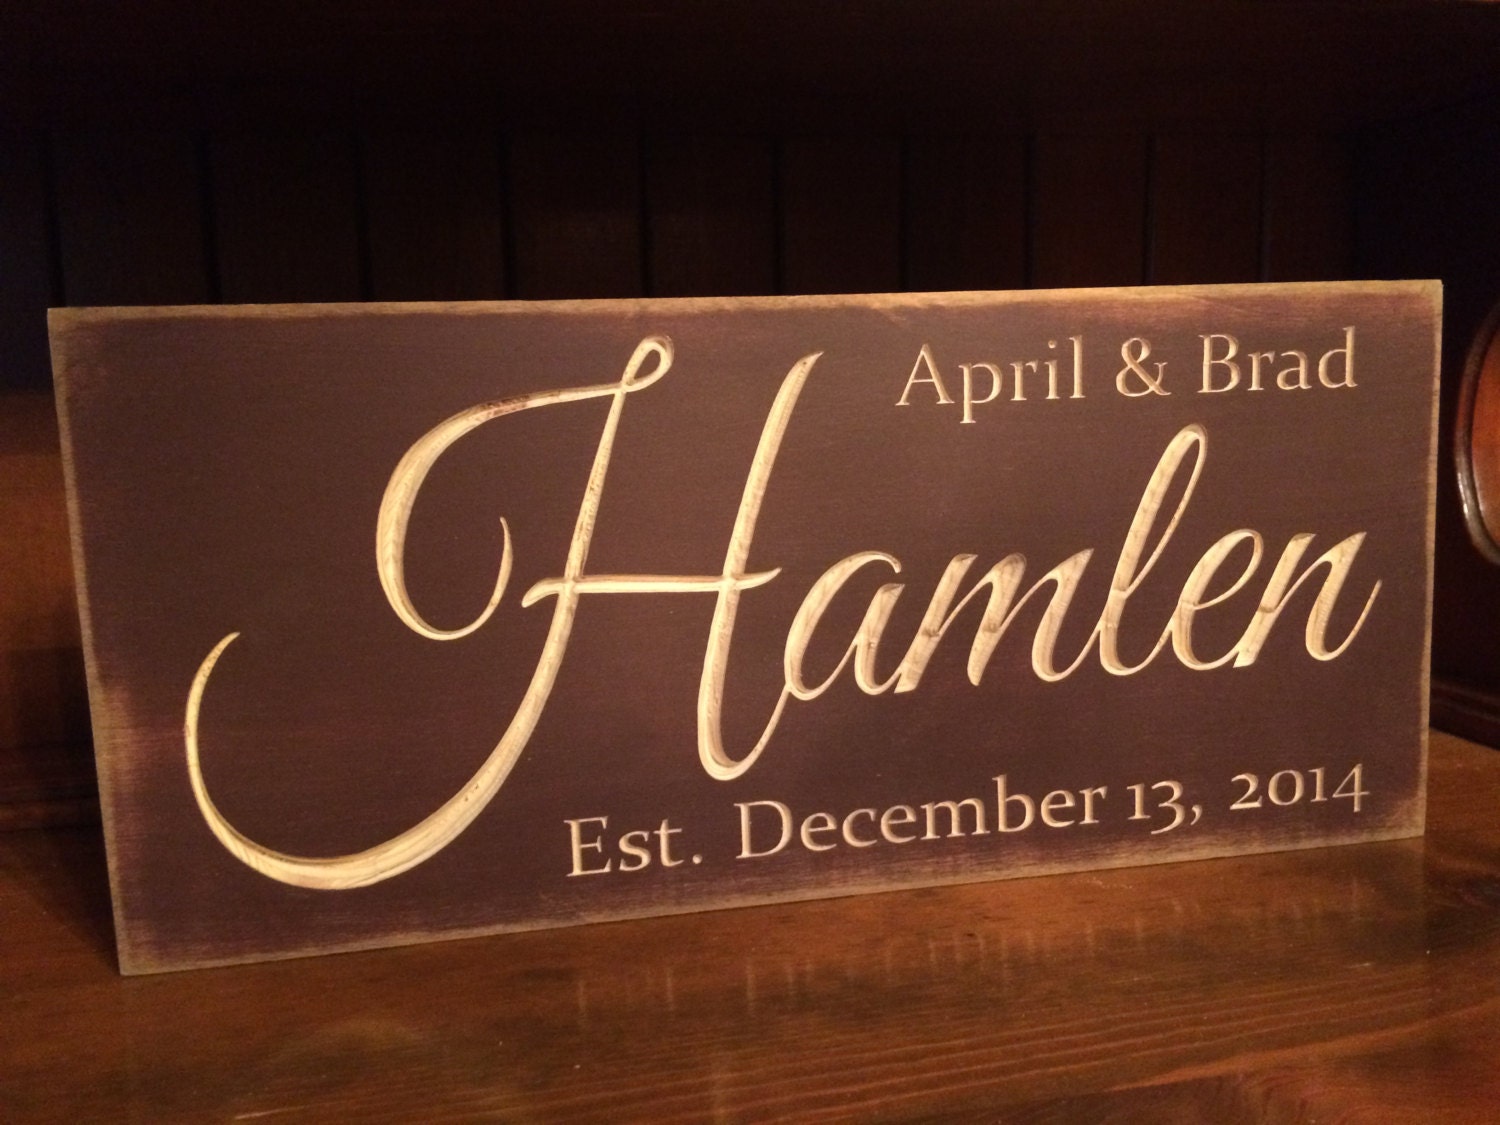 April & Brad
Hamlen
Est. December 13, 2014